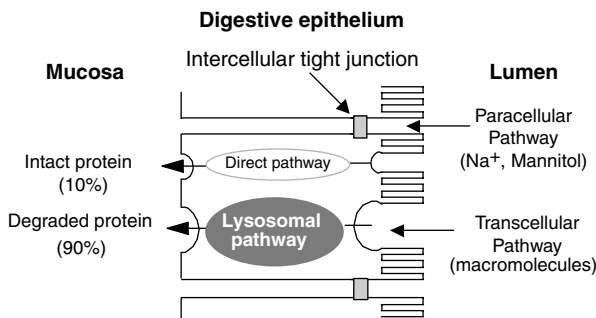 Digestive epithelium
Intercellular tight junction
Mucosa
Lumen
Paracellular
Pathway
(Na⁺, Mannitol)
Intact protein
(10%)
Direct pathway
Degraded protein
(90%)
Lysosomal
pathway
Transcellular
Pathway
(macromolecules)